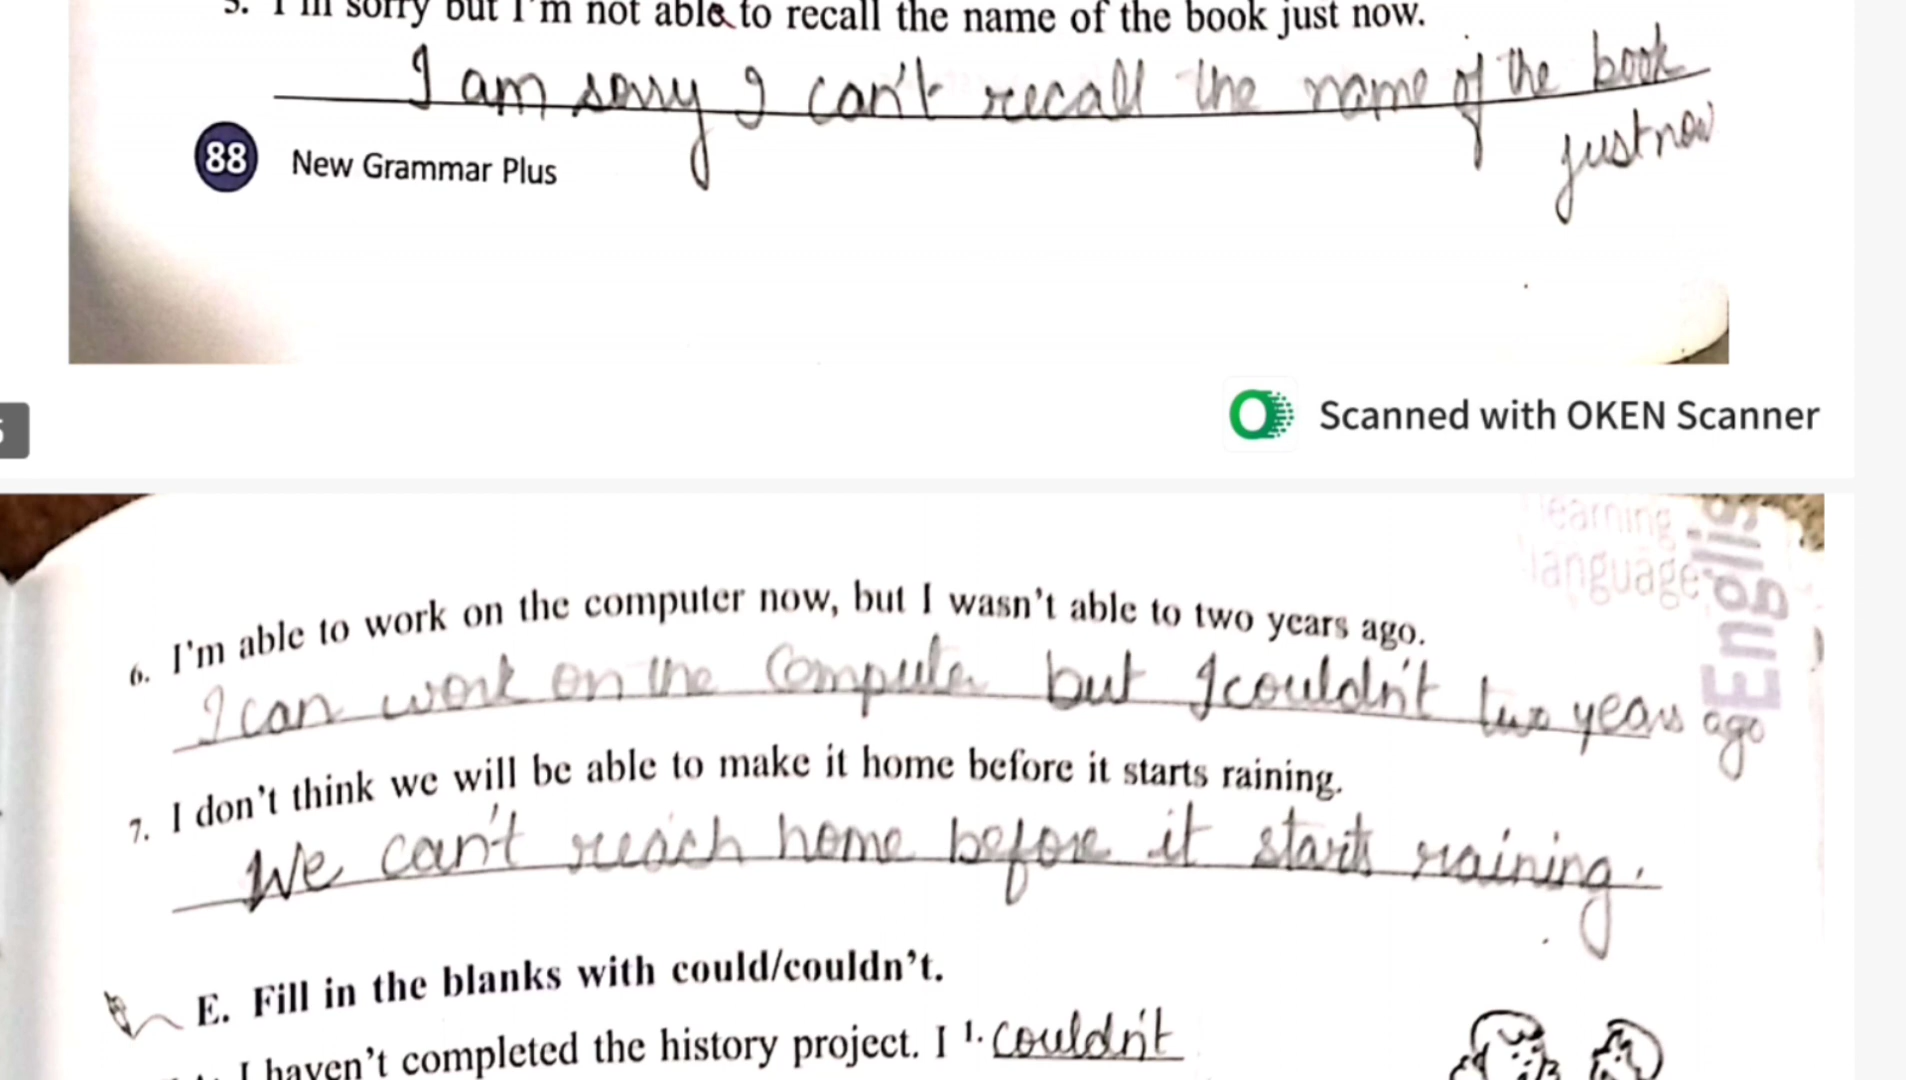 5. I'm sorry but I'm not able to recall the name of the book just now.
I am sorry I can't recall the name of the book
just now
88 New Grammar Plus
Scanned with OKEN Scanner
learning
language
English
6. I'm able to work on the computer now, but I wasn't able to two years ago.
I can work on the computer but I couldn't two years ago
7. I don't think we will be able to make it home before it starts raining.
We can't reach home before it starts raining.
E. Fill in the blanks with could/couldn't.
I haven't completed the history project. I 1. couldn't